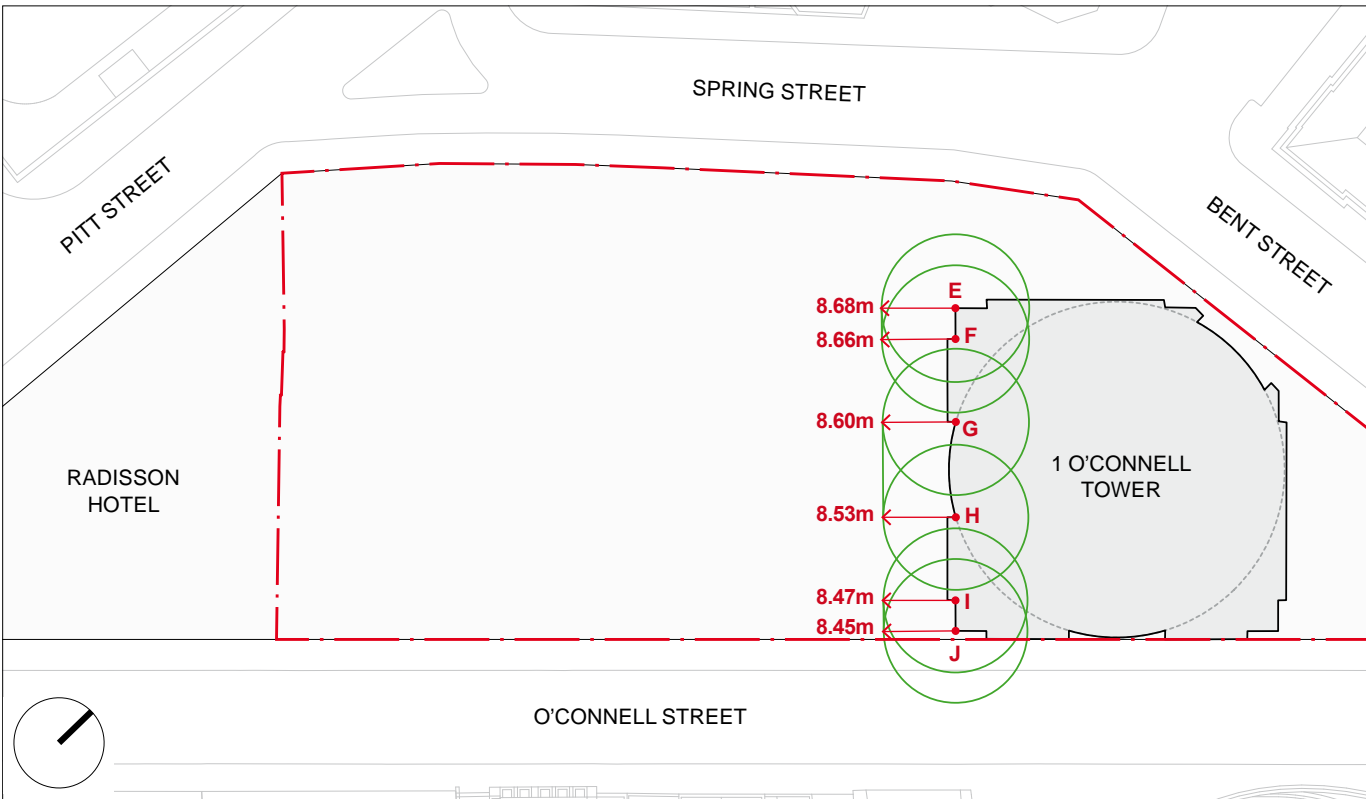 SPRING STREET
PITT STREET
BENT STREET
E
8.68m
8.66m
F
8.60m
G
RADISSON
HOTEL
1 O'CONNELL
TOWER
8.53m
H
8.47m
I
8.45m
J
O'CONNELL STREET